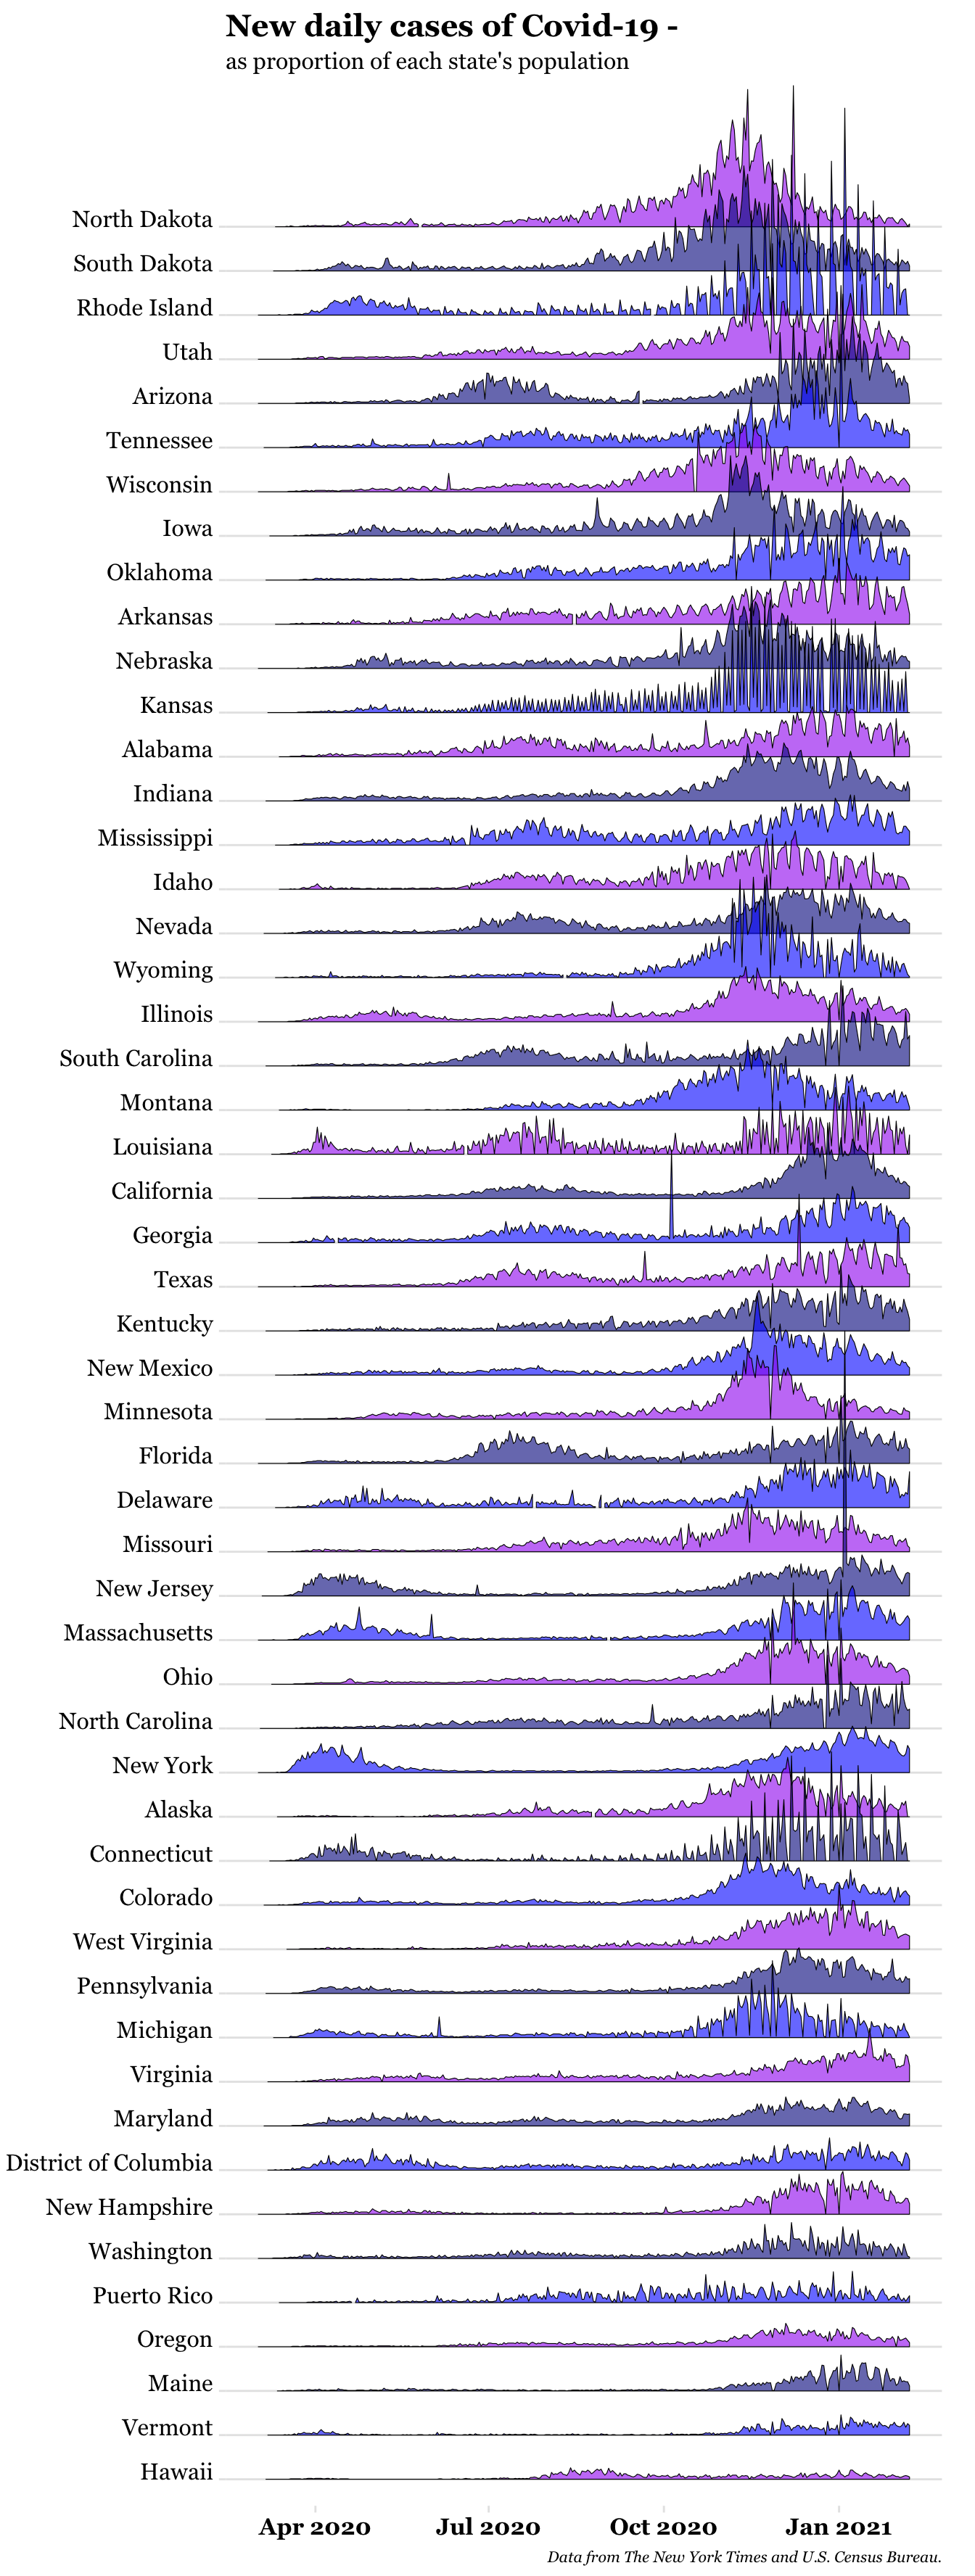 New daily cases of Covid-19 -
as proportion of each state's population
North Dakota
South Dakota
Rhode Island
Utah
Arizona
Tennessee
Wisconsin
Iowa
Oklahoma
Arkansas
Nebraska
Kansas
Alabama
Indiana
Mississippi
Idaho
Nevada
Wyoming
Illinois
South Carolina
Montana
Louisiana
California
Georgia
Texas
Kentucky
New Mexico
Minnesota
Florida
Delaware
Missouri
New Jersey
Massachusetts
Ohio
North Carolina
New York
Alaska
Connecticut
Colorado
West Virginia
Pennsylvania
Michigan
Virginia
Maryland
District of Columbia
New Hampshire
Washington
Puerto Rico
Oregon
Maine
Vermont
Hawaii
Apr 2020 Jul 2020 Oct 2020 Jan 2021
Data from The New York Times and U.S. Census Bureau.